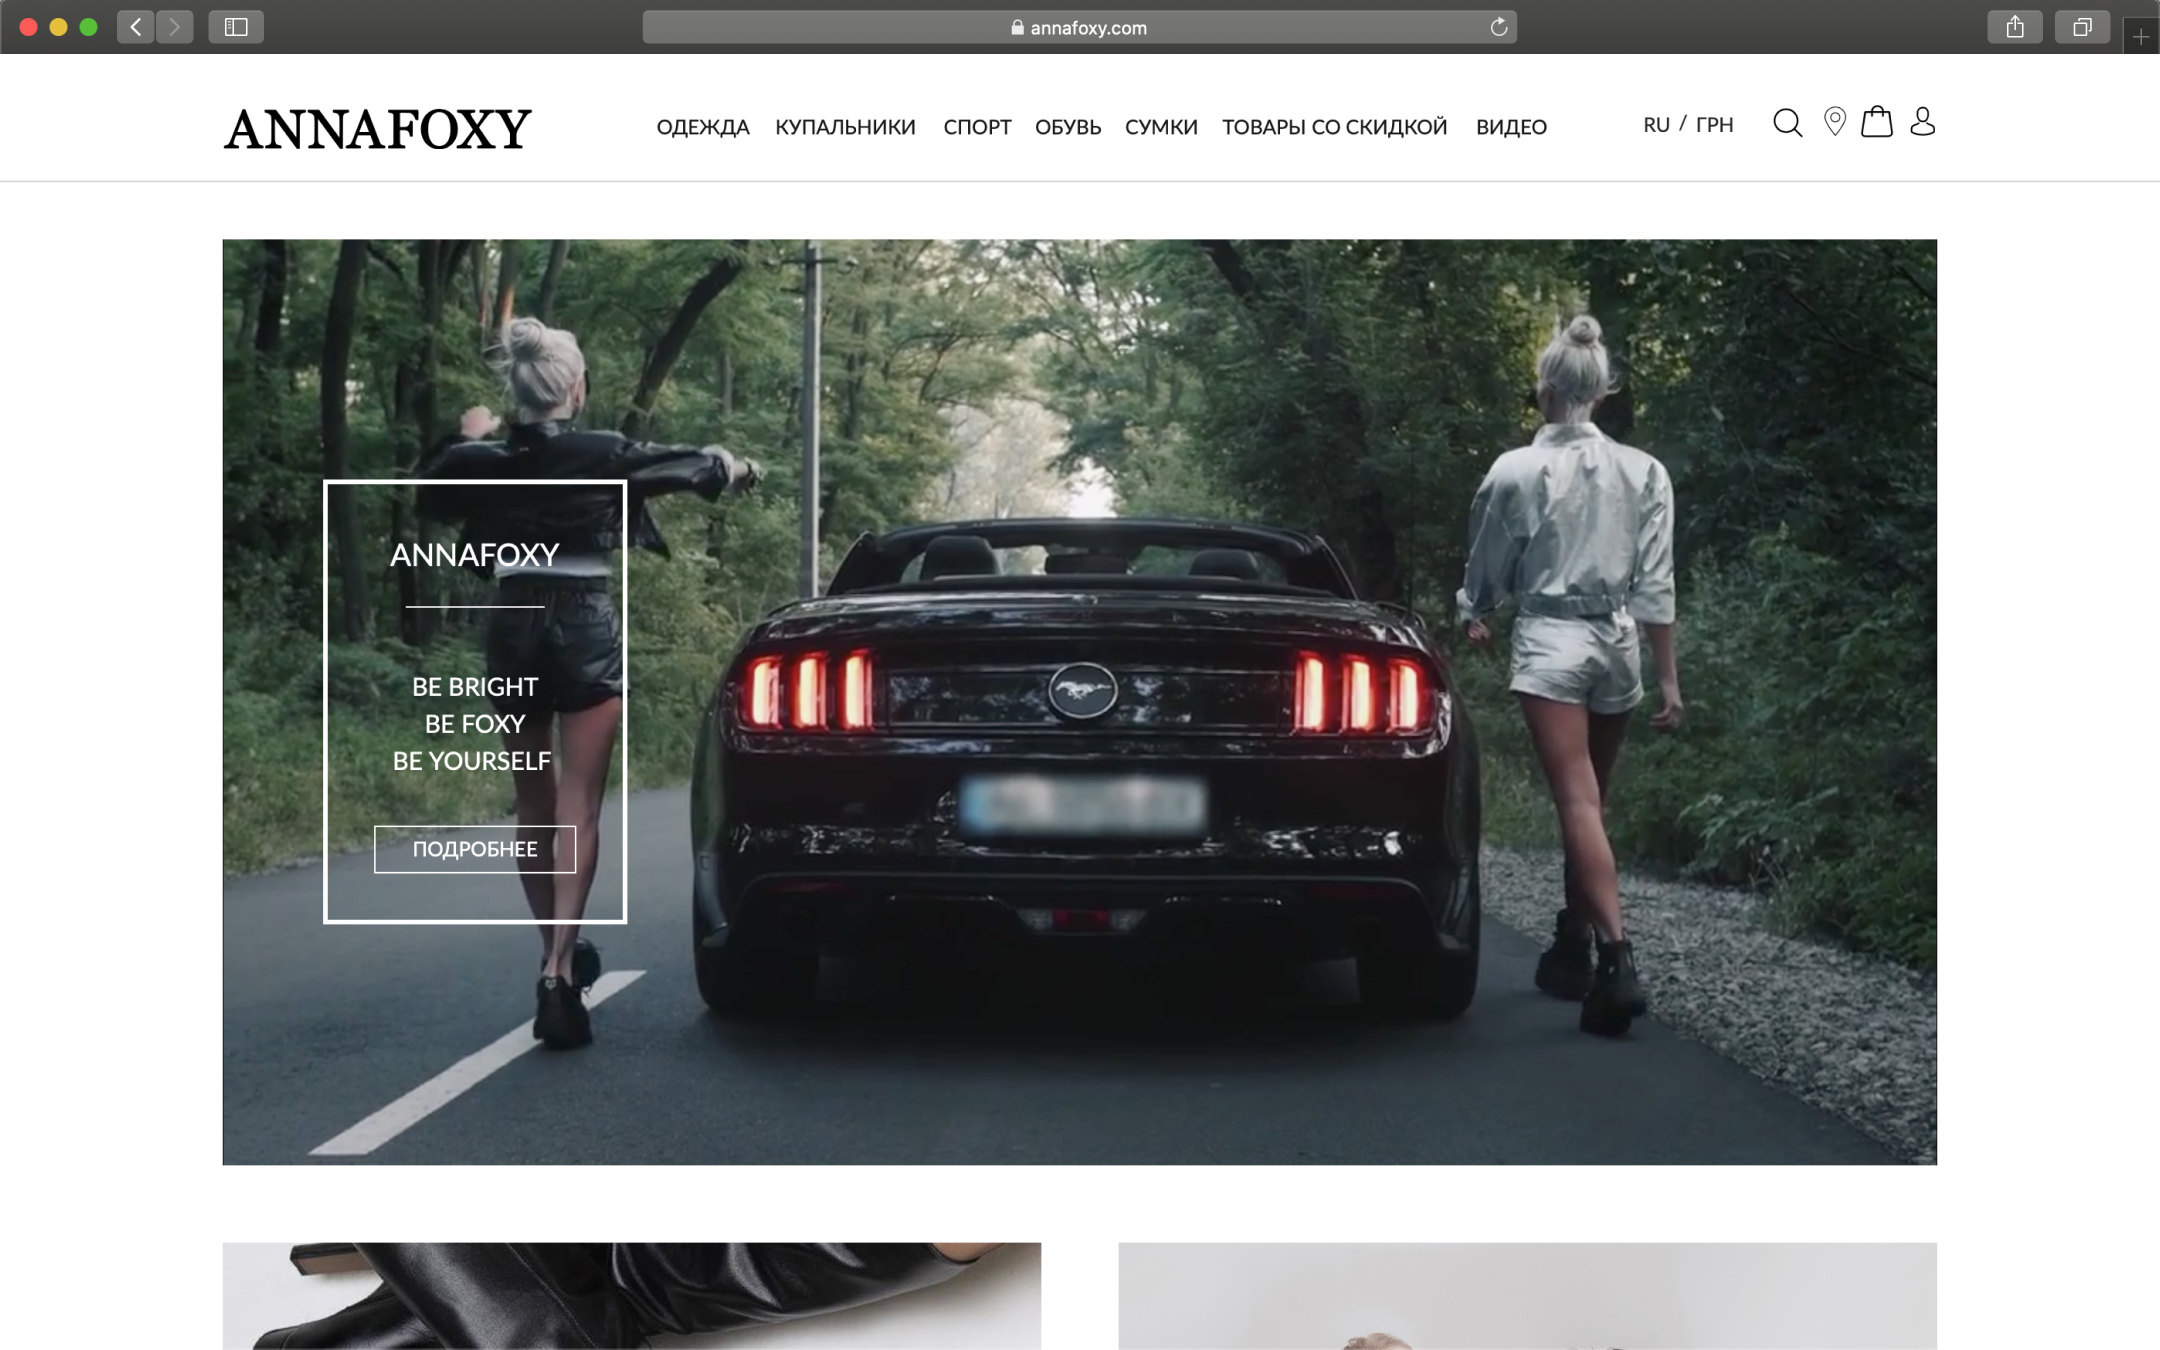 annafoxy.com
ANNAFOXY
ОДЕЖДА КУПАЛЬНИКИ СПОРТ ОБУВЬ СУМКИ ТОВАРЫ СО СКИДКОЙ ВИДЕО
RU / ГРН
ANNAFOXY
BE BRIGHT
BE FOXY
BE YOURSELF
ПОДРОБНЕЕ